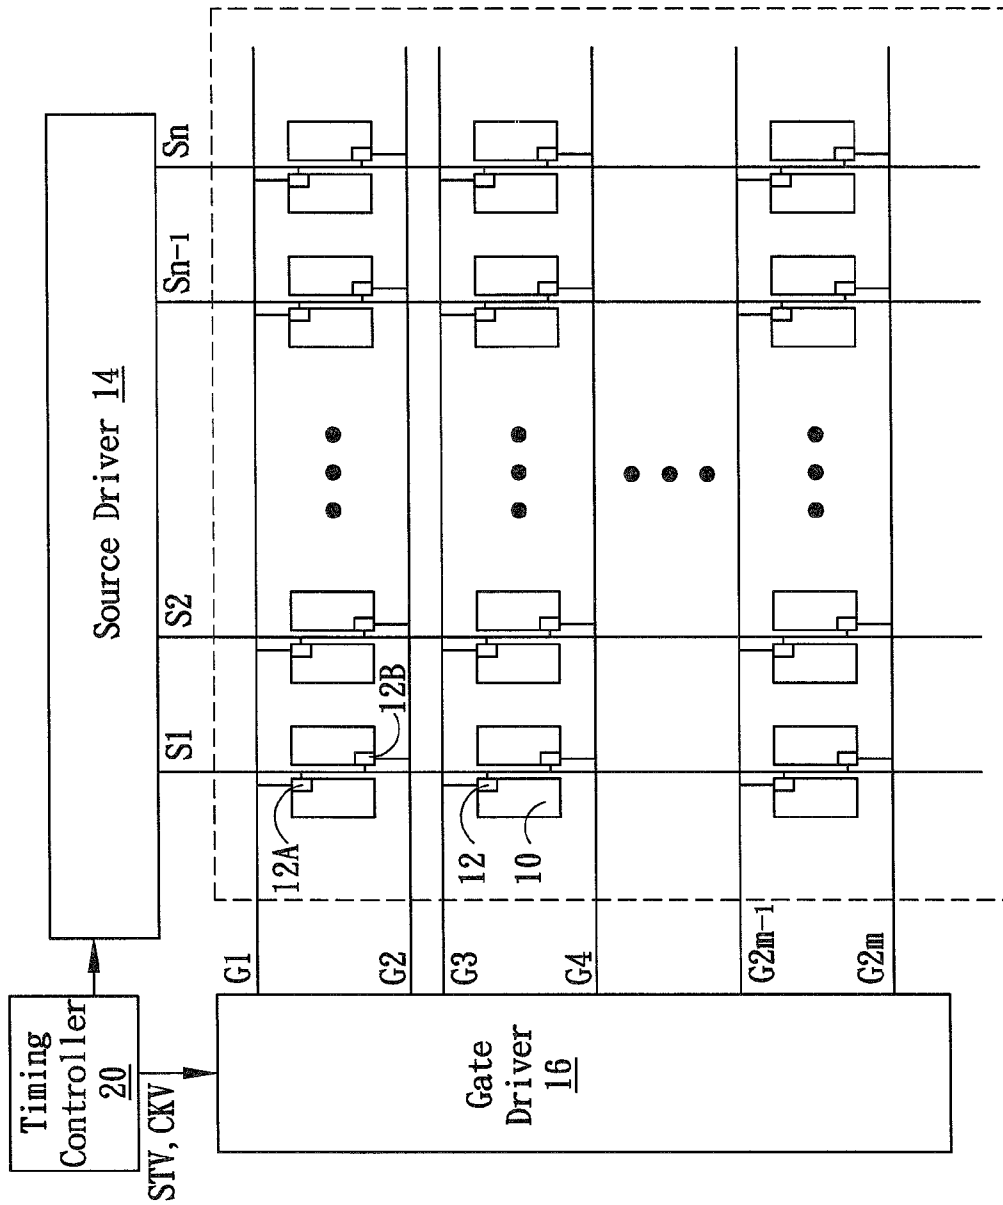 Timing
Controller
20
STV, CKV
Source Driver 14
Gate
Driver
16
S1
S2
Sn-1
Sn
G1
G2
G3
G4
G2m-1
G2m
12A
12B
12
10